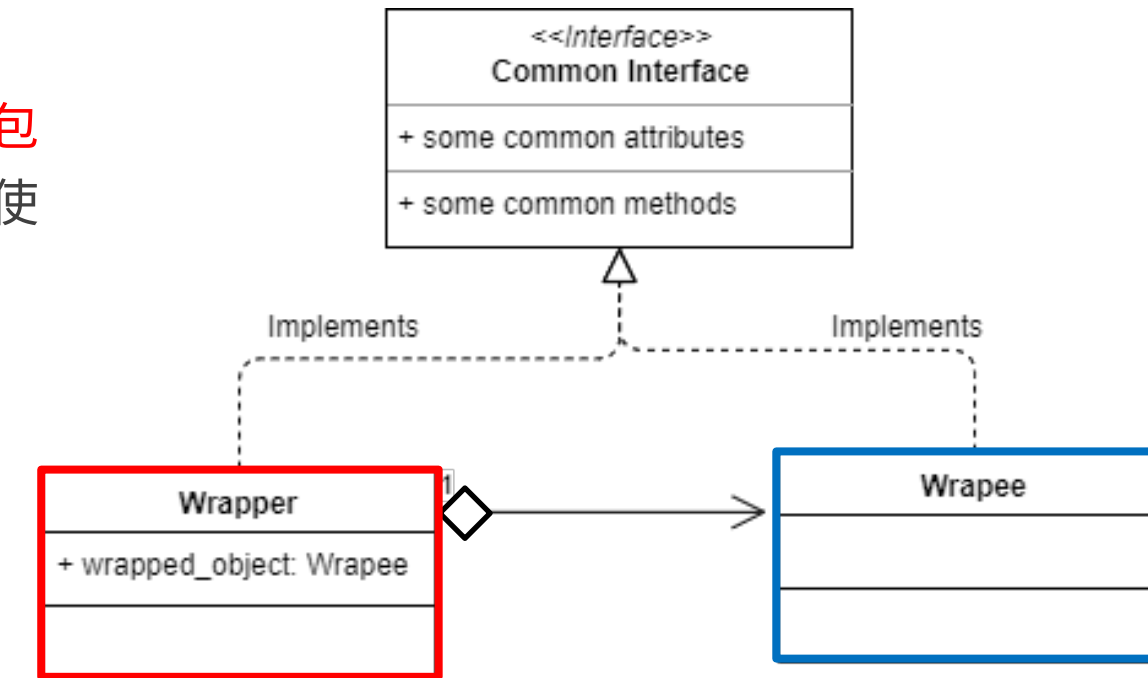 <<Interface>>
Common Interface
+ some common attributes
+ some common methods
包
使
Implements
Implements
Wrapper
+ wrapped_object: Wrapee
1
Wrapee